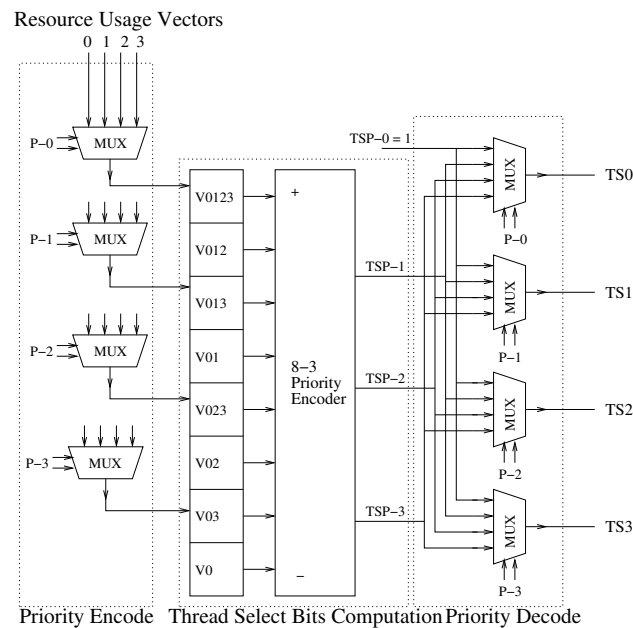 Resource Usage Vectors
0 1 2 3
MUX
P-0
MUX
P-1
MUX
P-2
MUX
P-3
V0123
V012
V013
V01
V023
V02
V03
V0
+
8-3
Priority
Encoder
-
TSP-0 = 1
TSP-1
TSP-2
TSP-3
MUX
P-0
TS0
MUX
P-1
TS1
MUX
P-2
TS2
MUX
P-3
TS3
Priority Encode
Thread Select Bits Computation
Priority Decode